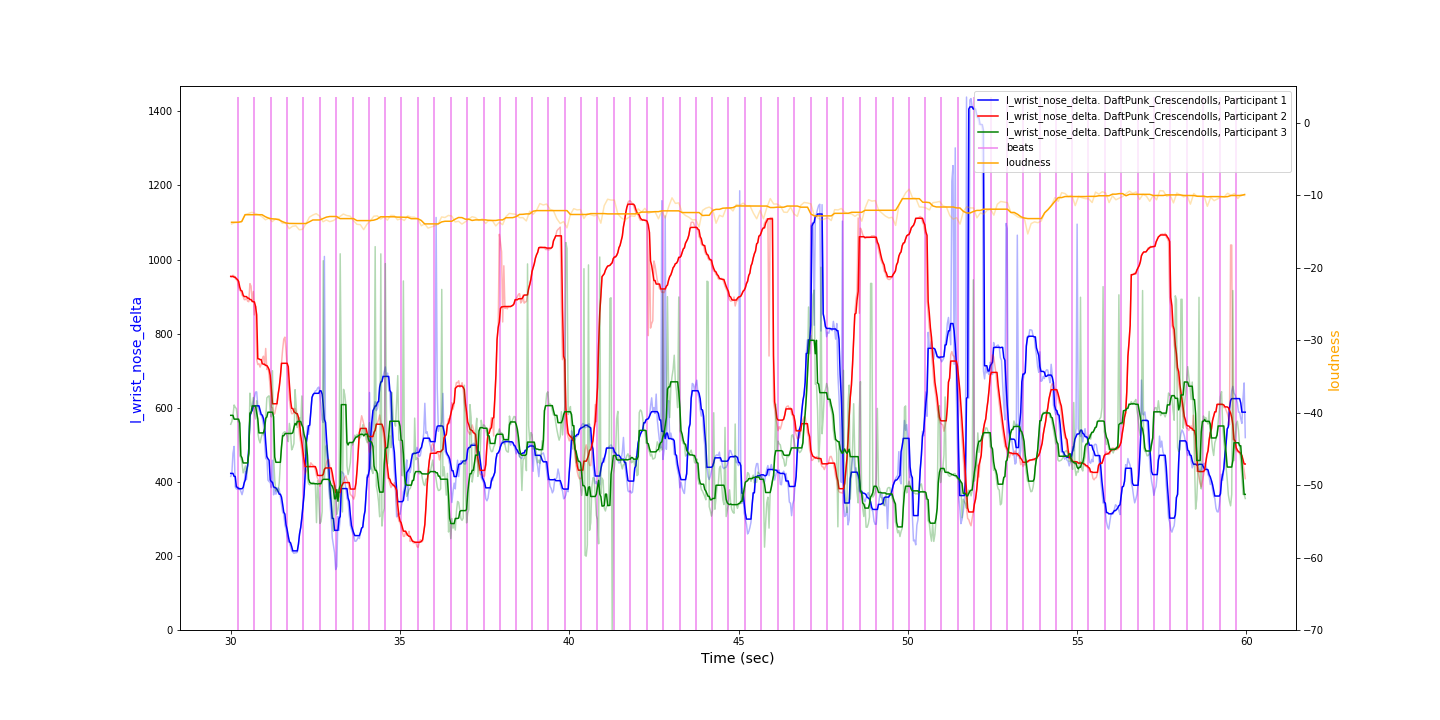 l_wrist_nose_delta. DaftPunk_Crescendolls, Participant 1
l_wrist_nose_delta. DaftPunk_Crescendolls, Participant 2
l_wrist_nose_delta. DaftPunk_Crescendolls, Participant 3
beats
loudness
1400
1200
1000
800
600
400
200
0
l_wrist_nose_delta
0
−10
−20
−30
−40
−50
−60
−70
loudness
30
35
40
45
50
55
60
Time (sec)